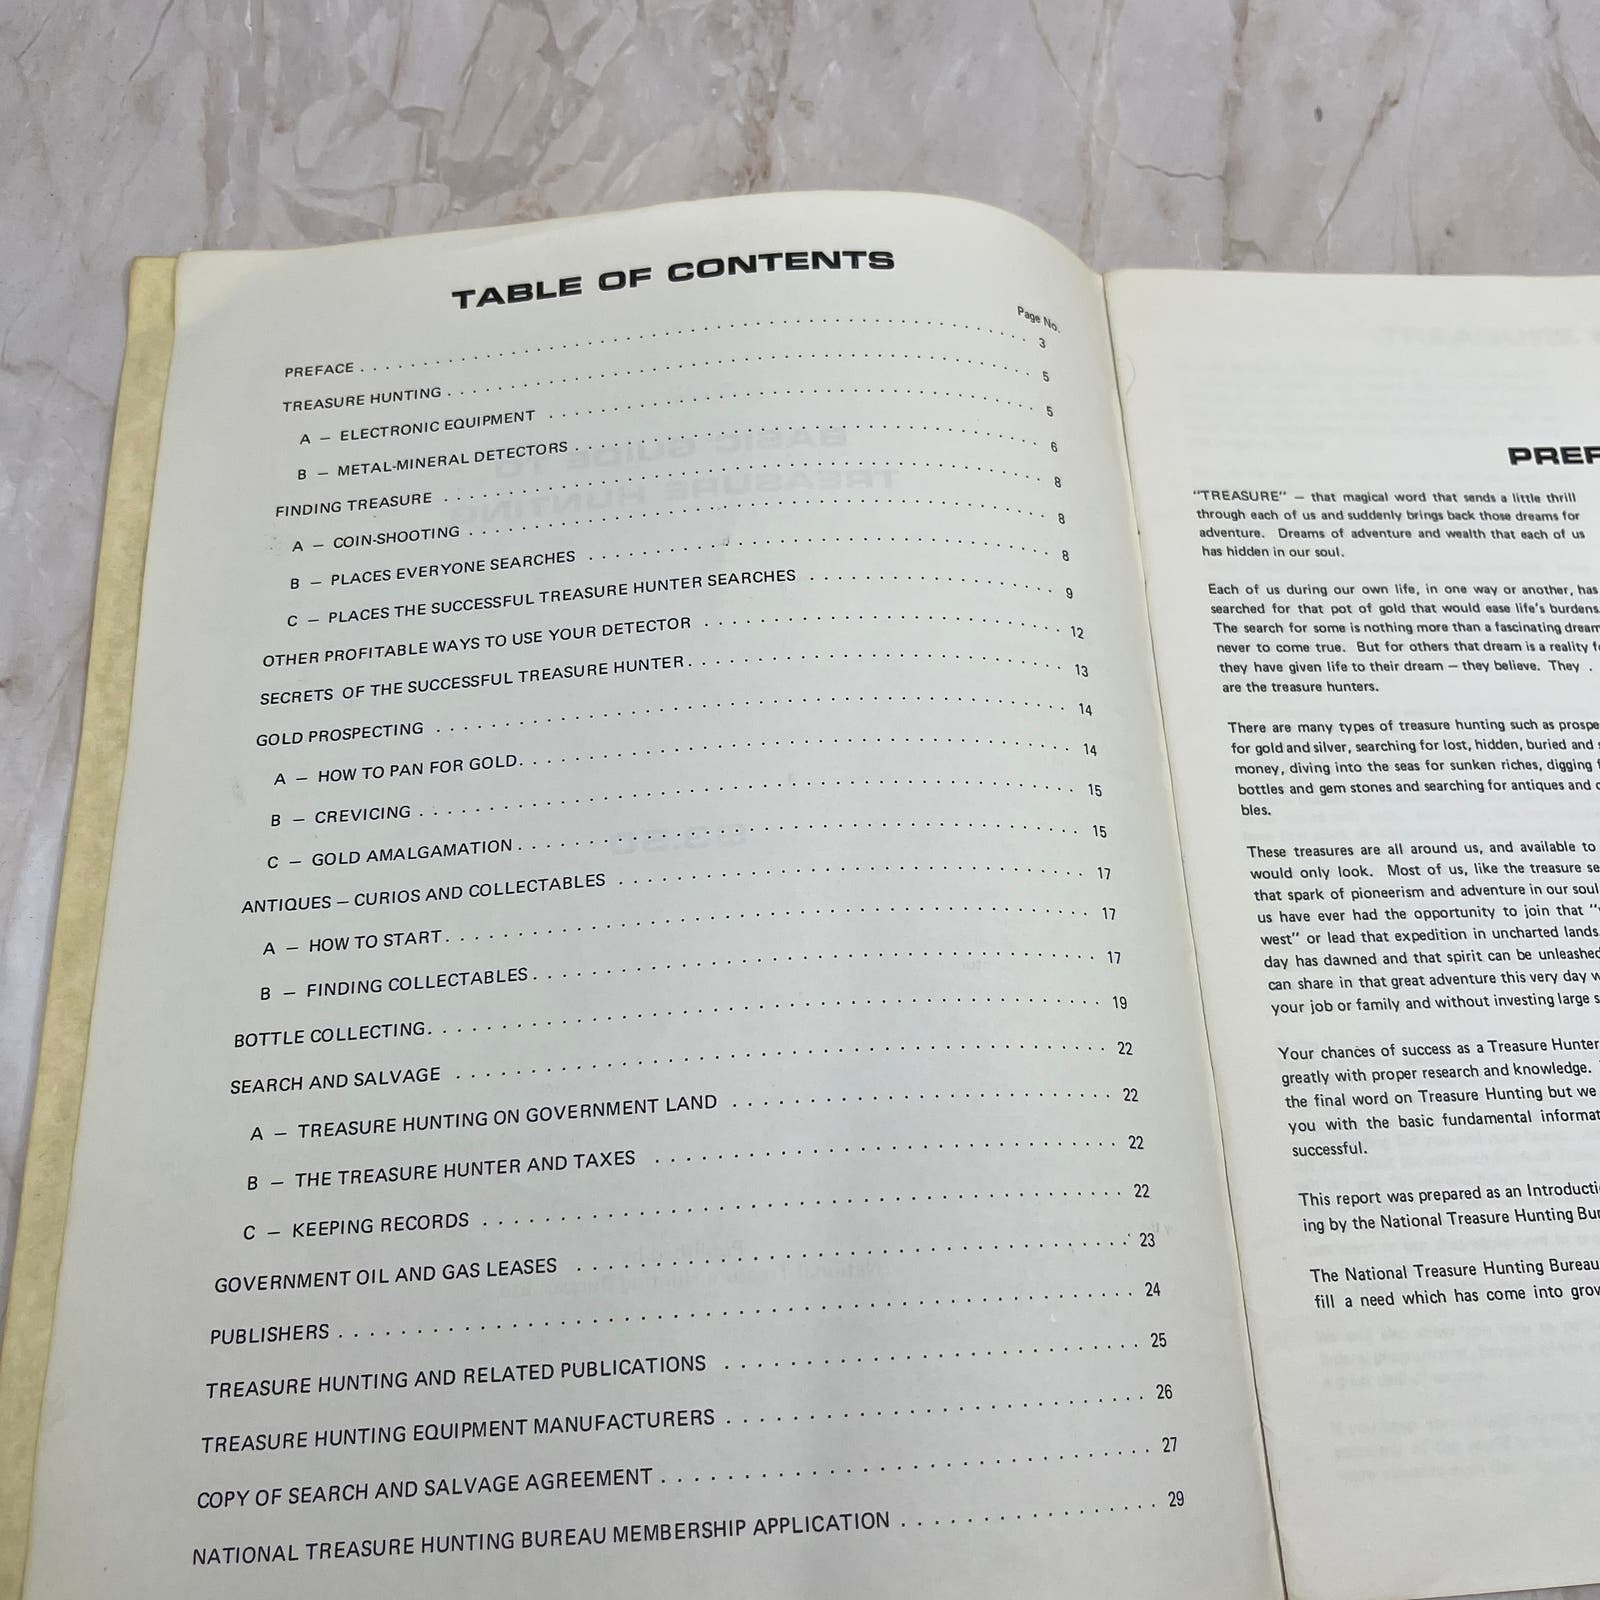 TABLE OF CONTENTS
Page No.
PREFACE . . . . . . . . . . 3
TREASURE HUNTING . . . . . . . . . . 5
A — ELECTRONIC EQUIPMENT . . . . . . . . . . 5
B — METAL-MINERAL DETECTORS . . . . . . . . . . 6
FINDING TREASURE . . . . . . . . . . 8
A — COIN-SHOOTING . . . . . . . . . . 8
B — PLACES EVERYONE SEARCHES . . . . . . . . . . 8
C — PLACES THE SUCCESSFUL TREASURE HUNTER SEARCHES . . . . . . . . . . 9
OTHER PROFITABLE WAYS TO USE YOUR DETECTOR . . . . . . . . . . 12
SECRETS OF THE SUCCESSFUL TREASURE HUNTER . . . . . . . . . . 13
GOLD PROSPECTING . . . . . . . . . . 14
A — HOW TO PAN FOR GOLD . . . . . . . . . . 14
B — CREVICING . . . . . . . . . . 15
C — GOLD AMALGAMATION . . . . . . . . . . 15
ANTIQUES — CURIOS AND COLLECTABLES . . . . . . . . . . 17
A — HOW TO START . . . . . . . . . . 17
B — FINDING COLLECTABLES . . . . . . . . . . 17
BOTTLE COLLECTING . . . . . . . . . . 19
SEARCH AND SALVAGE . . . . . . . . . . 22
A — TREASURE HUNTING ON GOVERNMENT LAND . . . . . . . . . . 22
B — THE TREASURE HUNTER AND TAXES . . . . . . . . . . 22
C — KEEPING RECORDS . . . . . . . . . . 22
GOVERNMENT OIL AND GAS LEASES . . . . . . . . . . 23
PUBLISHERS . . . . . . . . . . 24
TREASURE HUNTING AND RELATED PUBLICATIONS . . . . . . . . . . 25
TREASURE HUNTING EQUIPMENT MANUFACTURERS . . . . . . . . . . 26
COPY OF SEARCH AND SALVAGE AGREEMENT . . . . . . . . . . 27
NATIONAL TREASURE HUNTING BUREAU MEMBERSHIP APPLICATION . . . . . . . . . . 29
PREF
"TREASURE" — that magical word that sends a little thrill
through each of us and suddenly brings back those dreams for
adventure. Dreams of adventure and wealth that each of us
has hidden in our soul.
Each of us during our own life, in one way or another, has
searched for that pot of gold that would ease life's burdens
The search for some is nothing more than a fascinating dream
never to come true. But for others that dream is a reality f
they have given life to their dream — they believe. They .
are the treasure hunters.
There are many types of treasure hunting such as prospe
for gold and silver, searching for lost, hidden, buried and s
money, diving into the seas for sunken riches, digging f
bottles and gem stones and searching for antiques and c
bles.
These treasures are all around us, and available to
would only look. Most of us, like the treasure se
that spark of pioneerism and adventure in our soul
us have ever had the opportunity to join that "
west" or lead that expedition in uncharted lands
day has dawned and that spirit can be unleashed
can share in that great adventure this very day w
your job or family and without investing large s
Your chances of success as a Treasure Hunter
greatly with proper research and knowledge.
the final word on Treasure Hunting but we
you with the basic fundamental informat
successful.
This report was prepared as an Introducti
ing by the National Treasure Hunting Bur
The National Treasure Hunting Bureau
fill a need which has come into grow